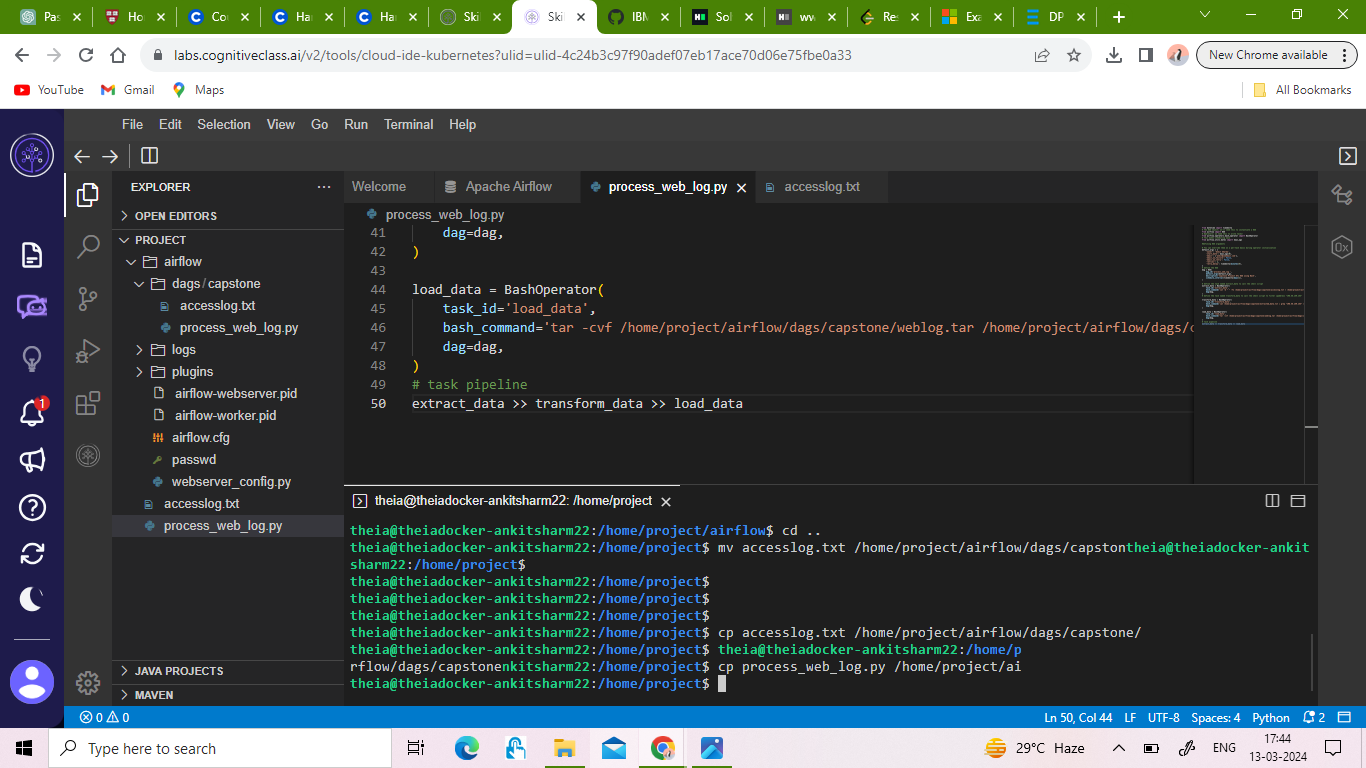 Pas
Ho
Cou
Har
Har
Skil
Skil
IBM
Sol
ww
Res
Exa
DP
labs.cognitiveclass.ai/v2/tools/cloud-ide-kubernetes?ulid=ulid-4c24b3c97f90adef07eb17ace70d06e75fbe0a33
New Chrome available
YouTube
Gmail
Maps
All Bookmarks
File Edit Selection View Go Run Terminal Help
EXPLORER
OPEN EDITORS
PROJECT
airflow
dags / capstone
accesslog.txt
process_web_log.py
logs
plugins
airflow-webserver.pid
airflow-worker.pid
airflow.cfg
passwd
webserver_config.py
accesslog.txt
process_web_log.py
JAVA PROJECTS
MAVEN
1
Welcome
Apache Airflow
process_web_log.py
accesslog.txt
process_web_log.py
41 dag=dag,
42 )
43
44 load_data = BashOperator(
45 task_id='load_data',
46 bash_command='tar -cvf /home/project/airflow/dags/capstone/weblog.tar /home/project/airflow/dags/c
47 dag=dag,
48 )
49 # task pipeline
50 extract_data >> transform_data >> load_data
theia@theiadocker-ankitsharm22: /home/project
theia@theiadocker-ankitsharm22:/home/project/airflow$ cd ..
theia@theiadocker-ankitsharm22:/home/project$ mv accesslog.txt /home/project/airflow/dags/capstontheia@theiadocker-ankit
sharm22:/home/project$
theia@theiadocker-ankitsharm22:/home/project$
theia@theiadocker-ankitsharm22:/home/project$
theia@theiadocker-ankitsharm22:/home/project$
theia@theiadocker-ankitsharm22:/home/project$ cp accesslog.txt /home/project/airflow/dags/capstone/
theia@theiadocker-ankitsharm22:/home/project$ theia@theiadocker-ankitsharm22:/home/p
rflow/dags/capstonenkitsharm22:/home/project$ cp process_web_log.py /home/project/ai
theia@theiadocker-ankitsharm22:/home/project$
0 0
Ln 50, Col 44 LF UTF-8 Spaces: 4 Python 2
Type here to search
29°C Haze
ENG
17:44
13-03-2024